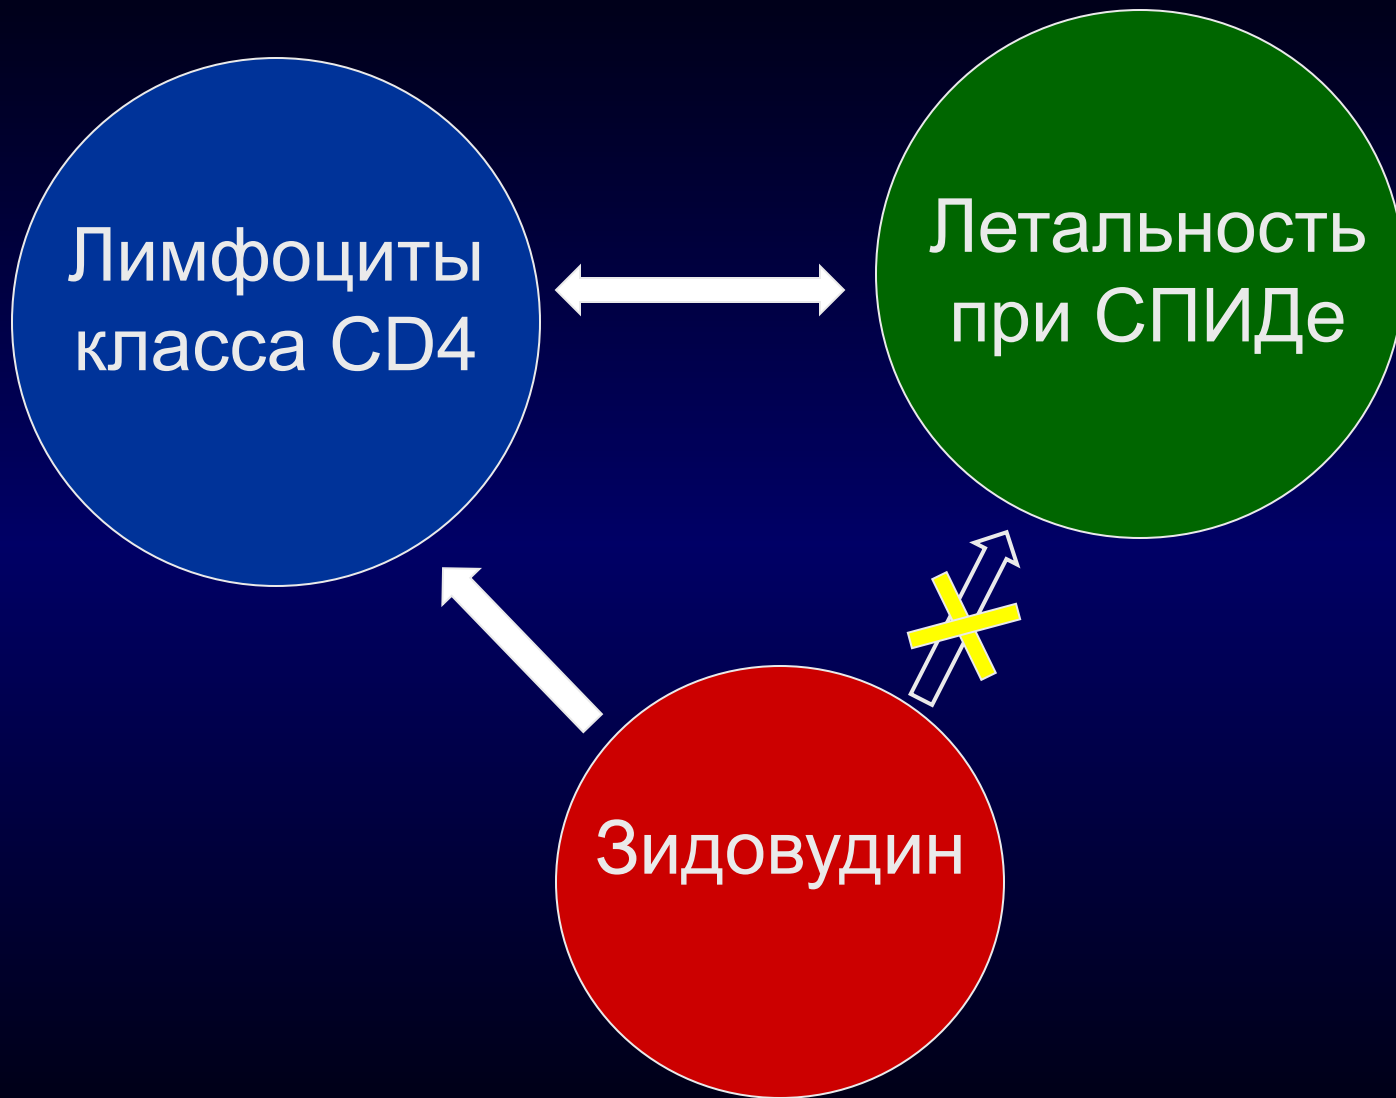 Лимфоциты
класса CD4
Летальность
при СПИДе
Зидовудин